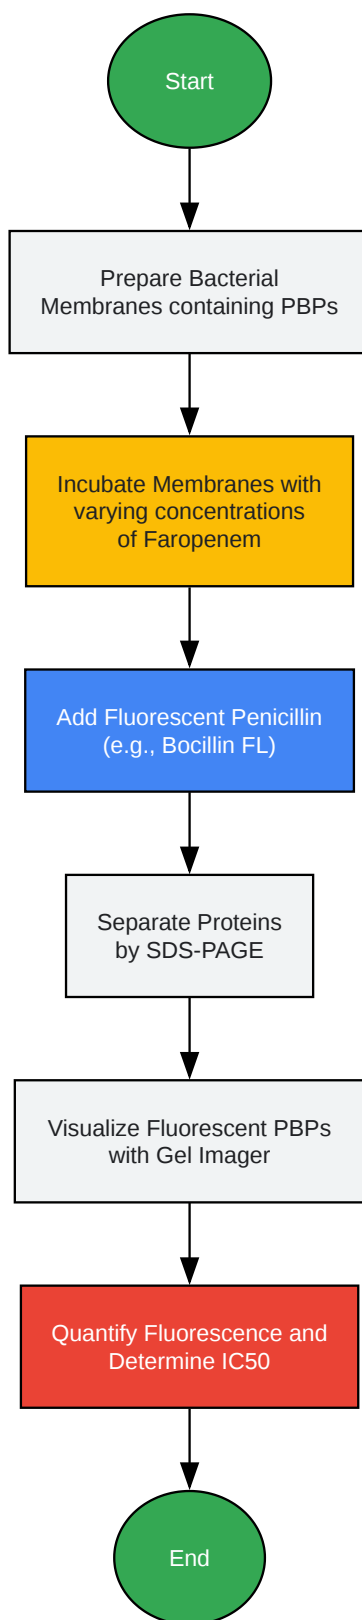 Start
Prepare Bacterial
Membranes containing PBPs
Incubate Membranes with
varying concentrations
of Faropenem
Add Fluorescent Penicillin
(e.g., Bocillin FL)
Separate Proteins
by SDS-PAGE
Visualize Fluorescent PBPs
with Gel Imager
Quantify Fluorescence and
Determine IC50
End